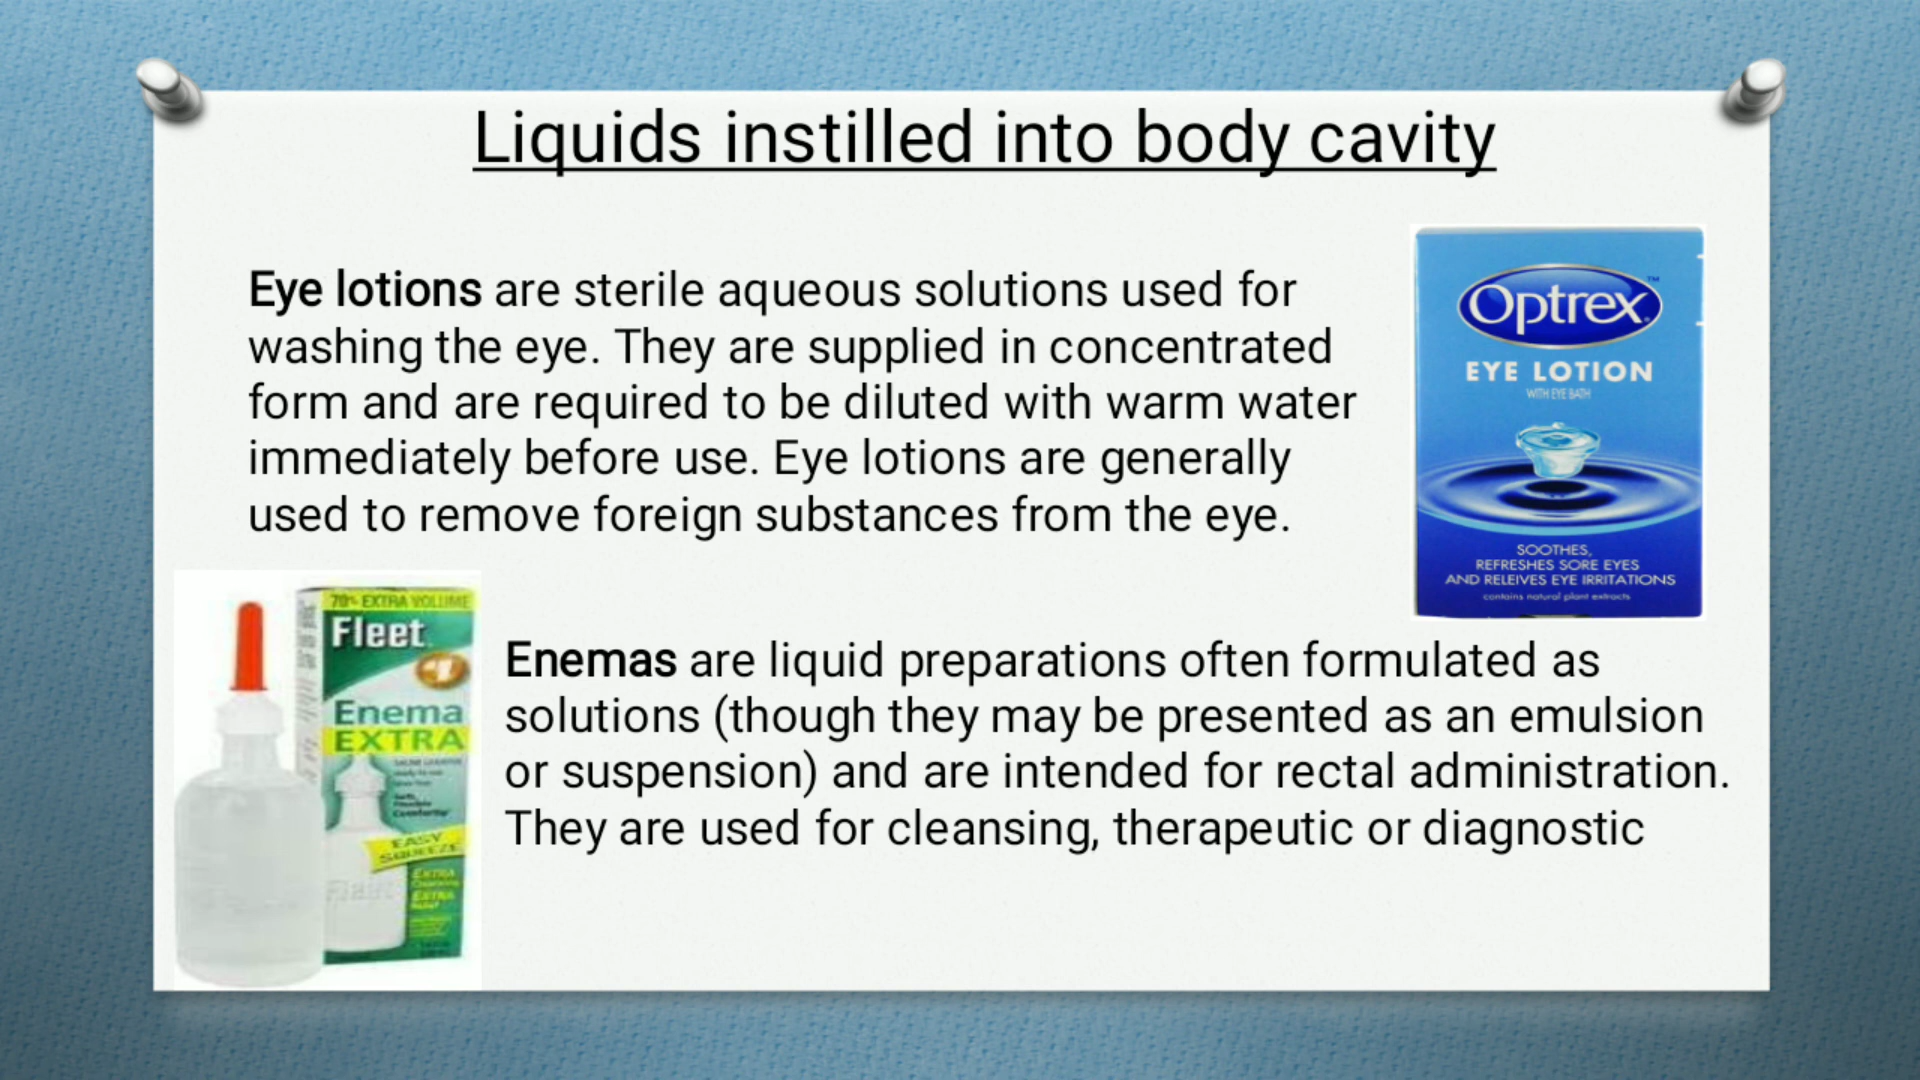 Liquids instilled into body cavity
Eye lotions are sterile aqueous solutions used for
washing the eye. They are supplied in concentrated
form and are required to be diluted with warm water
immediately before use. Eye lotions are generally
used to remove foreign substances from the eye.
Optrex™
EYE LOTION
WITH EYE BATH
SOOTHES,
REFRESHES SORE EYES
AND RELEIVES EYE IRRITATIONS
contains natural plant extracts
70% EXTRA VOLUME
Fleet
#1
Enema
EXTRA
EASY
SQUEEZE
Enemas are liquid preparations often formulated as
solutions (though they may be presented as an emulsion
or suspension) and are intended for rectal administration.
They are used for cleansing, therapeutic or diagnostic